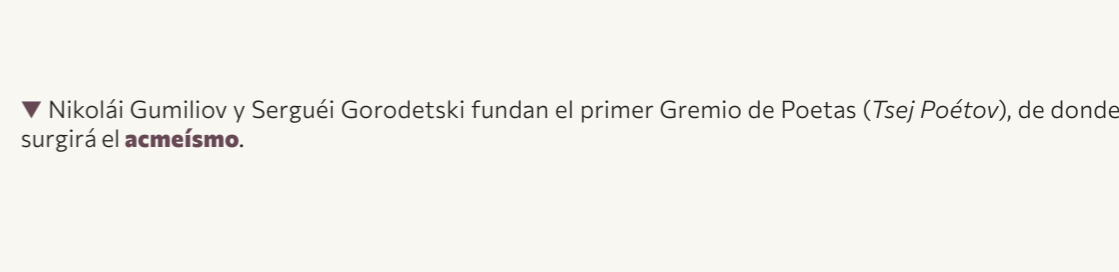 ▼ Nikolái Gumiliov y Serguéi Gorodetski fundan el primer Gremio de Poetas (Tsej Poétov), de donde
surgirá el acmeísmo.